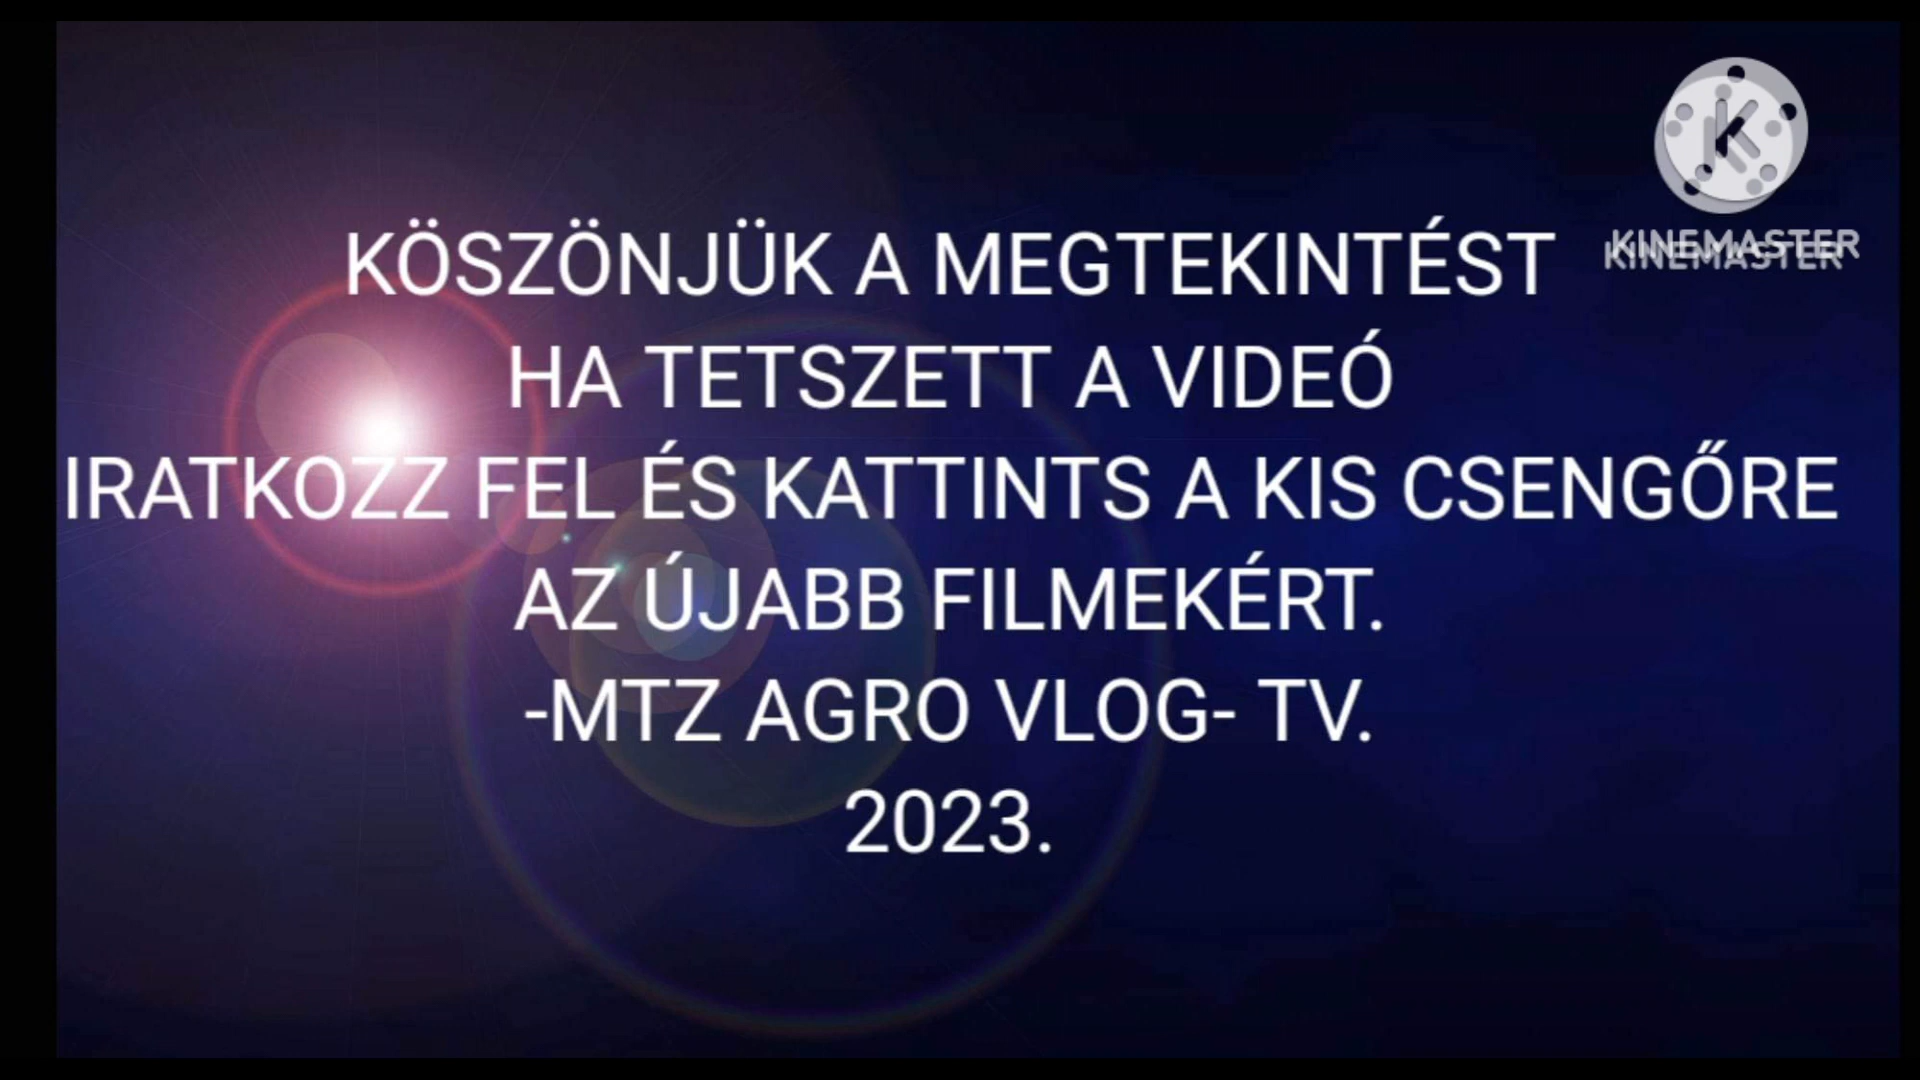 KÖSZÖNJÜK A MEGTEKINTÉST
HA TETSZETT A VIDEÓ
IRATKOZZ FEL ÉS KATTINTS A KIS CSENGŐRE
AZ ÚJABB FILMEKÉRT.
-MTZ AGRO VLOG- TV.
2023.
K
KINEMASTER
KINEMASTER